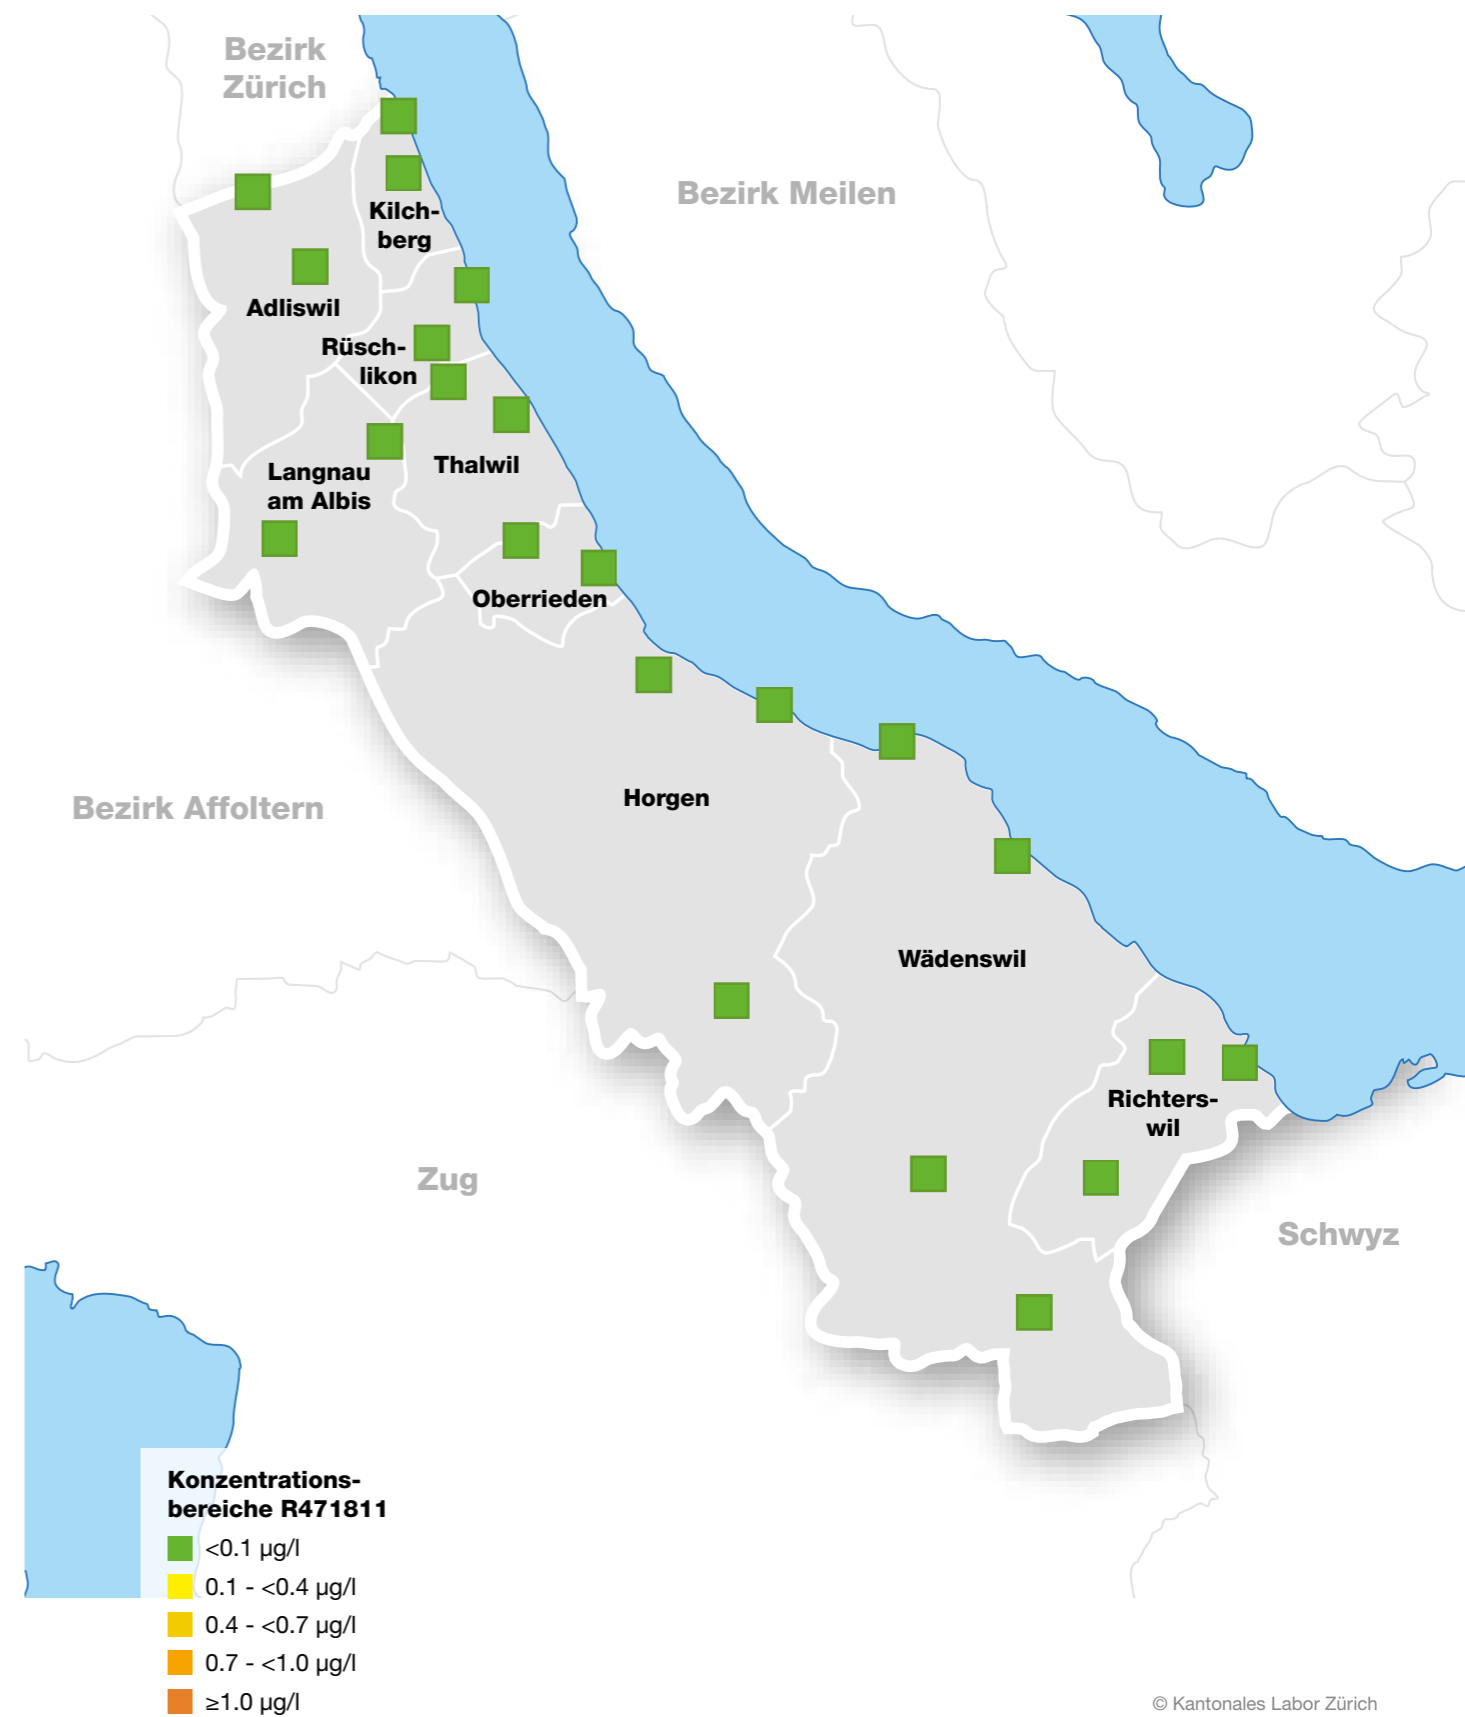 Bezirk
Zürich
Bezirk Meilen
Kilch-
berg
Adliswil
Rüsch-
likon
Langnau
am Albis
Thalwil
Oberrieden
Horgen
Bezirk Affoltern
Wädenswil
Richters-
wil
Zug
Schwyz
Konzentrations-
bereiche R471811
<0.1 µg/l
0.1 - <0.4 µg/l
0.4 - <0.7 µg/l
0.7 - <1.0 µg/l
≥1.0 µg/l
© Kantonales Labor Zürich